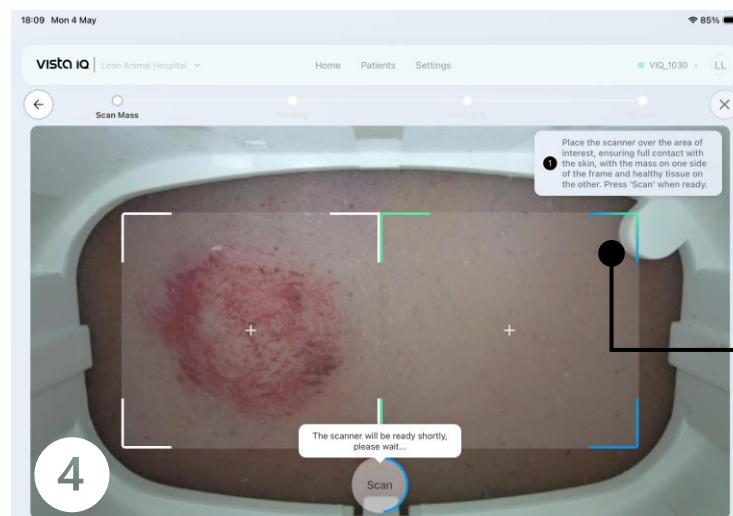 18:09 Mon 4 May
85%
vista iQ Liron Animal Hospital
Home Patients Settings
VIQ_1030
LL
Scan Mass
Place the scanner over the area of
interest, ensuring full contact with
1 the skin, with the mass on one side
of the frame and healthy tissue on
the other. Press 'Scan' when ready.
The scanner will be ready shortly,
please wait...
Scan
4